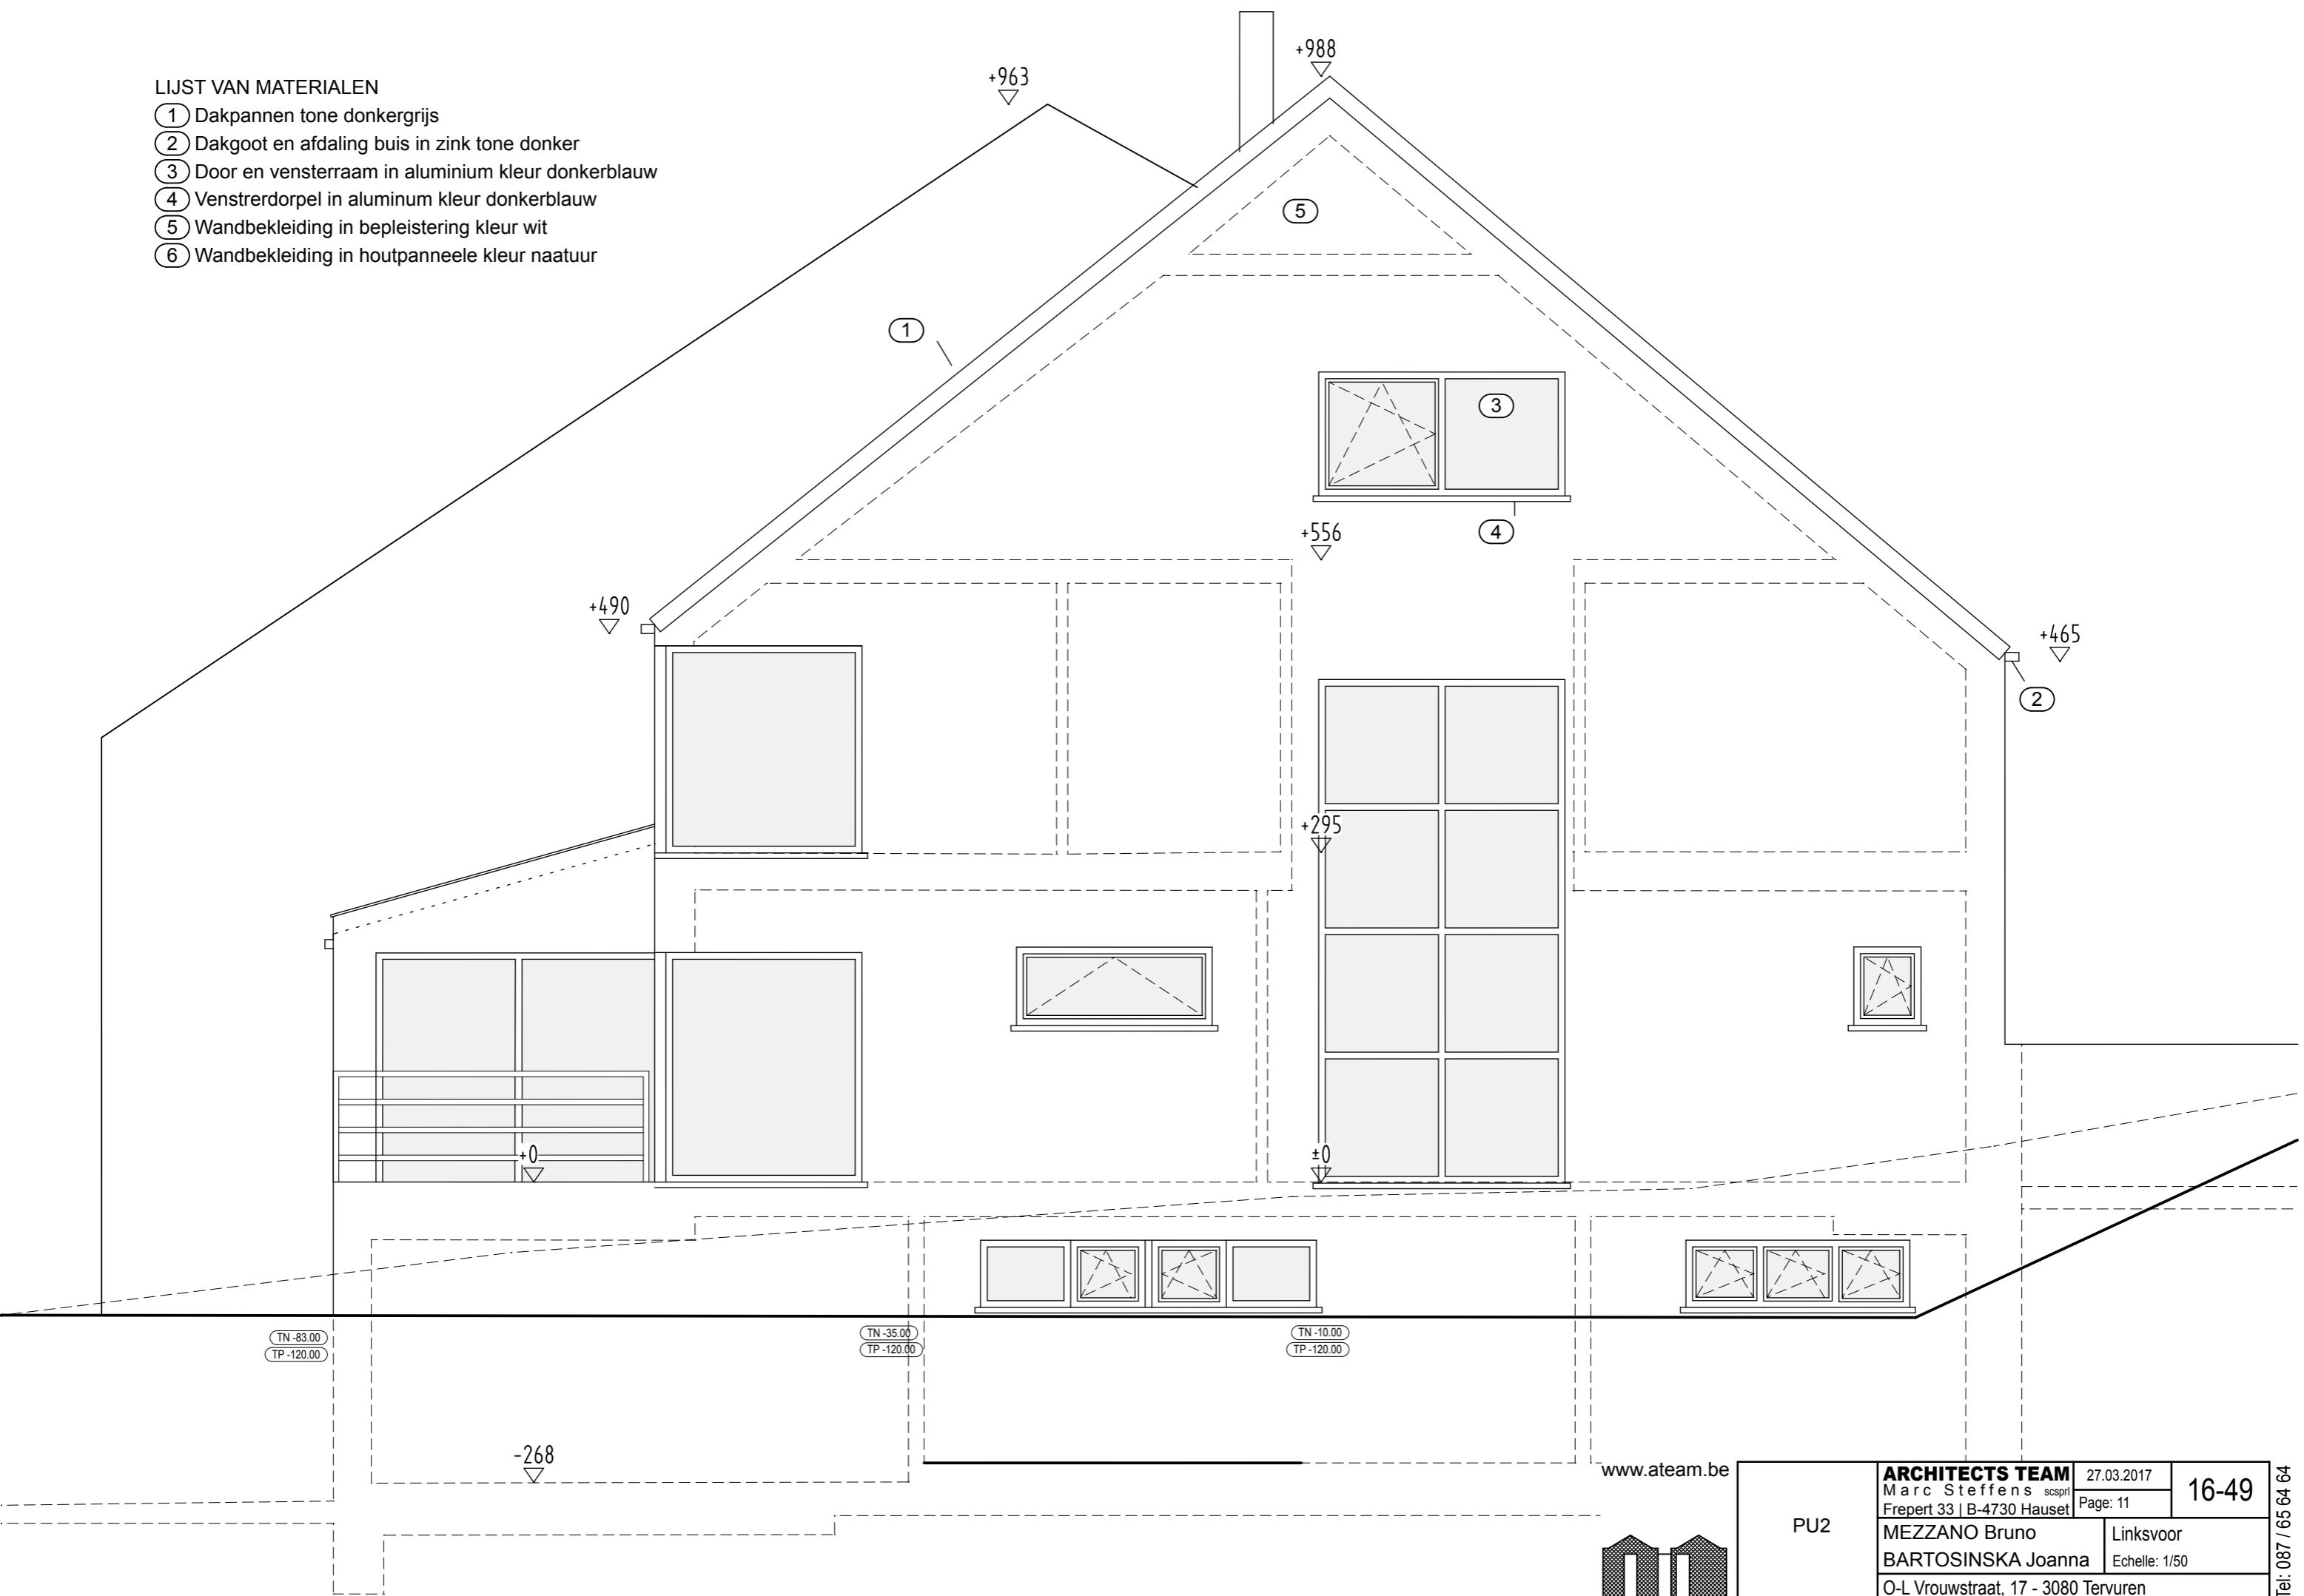 LIJST VAN MATERIALEN
1 Dakpannen tone donkergrijs
2 Dakgoot en afdaling buis in zink tone donker
3 Door en vensterraam in aluminium kleur donkerblauw
4 Venstrerdorpel in aluminum kleur donkerblauw
5 Wandbekleiding in bepleistering kleur wit
6 Wandbekleiding in houtpanneele kleur naatuur
+963
+988
5
1
3
4
+556
+490
+465
2
+295
+0
±0
TN -83.00
TP -120.00
TN -35.00
TP -120.00
TN -10.00
TP -120.00
-268
www.ateam.be
PU2
ARCHITECTS TEAM
Marc Steffens scsprl
Frepert 33 | B-4730 Hauset
27.03.2017
Page: 11
16-49
MEZZANO Bruno
BARTOSINSKA Joanna
Linksvoor
Echelle: 1/50
O-L Vrouwstraat, 17 - 3080 Tervuren
Tel: 087 / 65 64 64